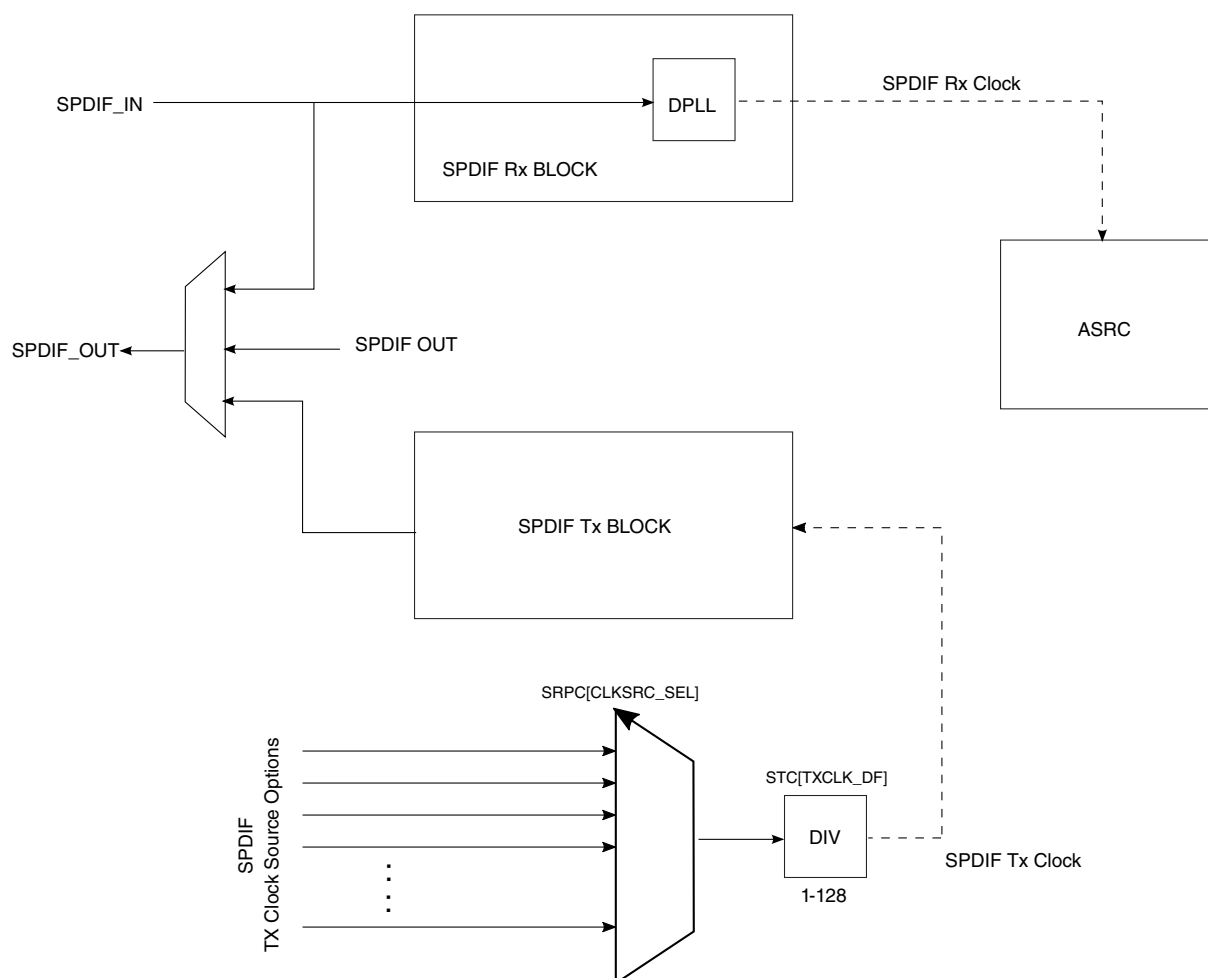 SPDIF_IN
DPLL
SPDIF Rx Clock
SPDIF Rx BLOCK
ASRC
SPDIF_OUT
SPDIF OUT
SPDIF Tx BLOCK
SRPC[CLKSRC_SEL]
SPDIF
TX Clock Source Options
STC[TXCLK_DF]
DIV
SPDIF Tx Clock
1-128